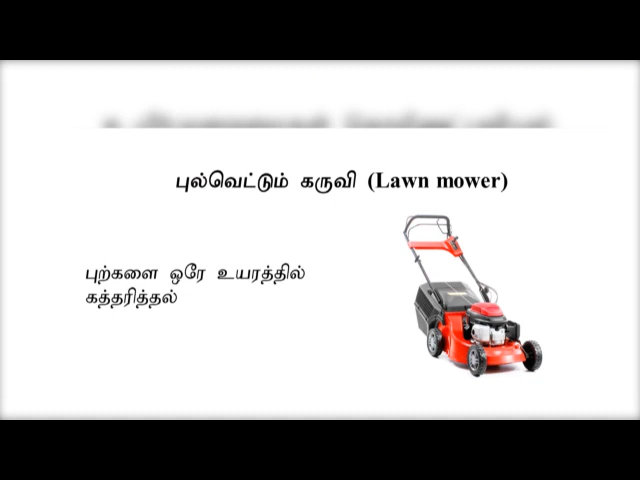 புல்வெட்டும் கருவி (Lawn mower)
புற்களை ஒரே உயரத்தில்
கத்தரித்தல்